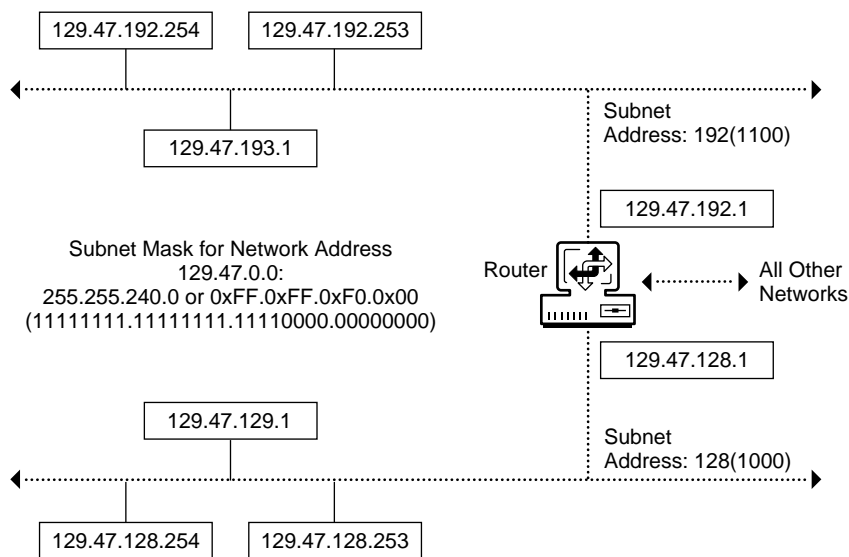 129.47.192.254
129.47.192.253
129.47.193.1
Subnet
Address: 192(1100)
129.47.192.1
Subnet Mask for Network Address
129.47.0.0:
255.255.240.0 or 0xFF.0xFF.0xF0.0x00
(11111111.11111111.11110000.00000000)
Router
All Other
Networks
129.47.128.1
129.47.129.1
Subnet
Address: 128(1000)
129.47.128.254
129.47.128.253